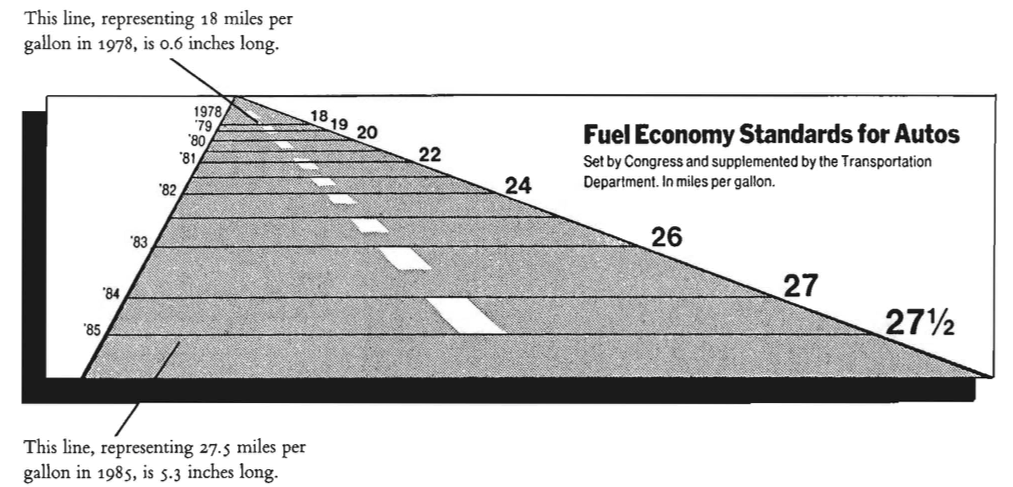 This line, representing 18 miles per
gallon in 1978, is 0.6 inches long.
1978
'79
'80
'81
'82
'83
'84
'85
18
19
20
22
24
26
27
27½
Fuel Economy Standards for Autos
Set by Congress and supplemented by the Transportation
Department. In miles per gallon.
This line, representing 27.5 miles per
gallon in 1985, is 5.3 inches long.